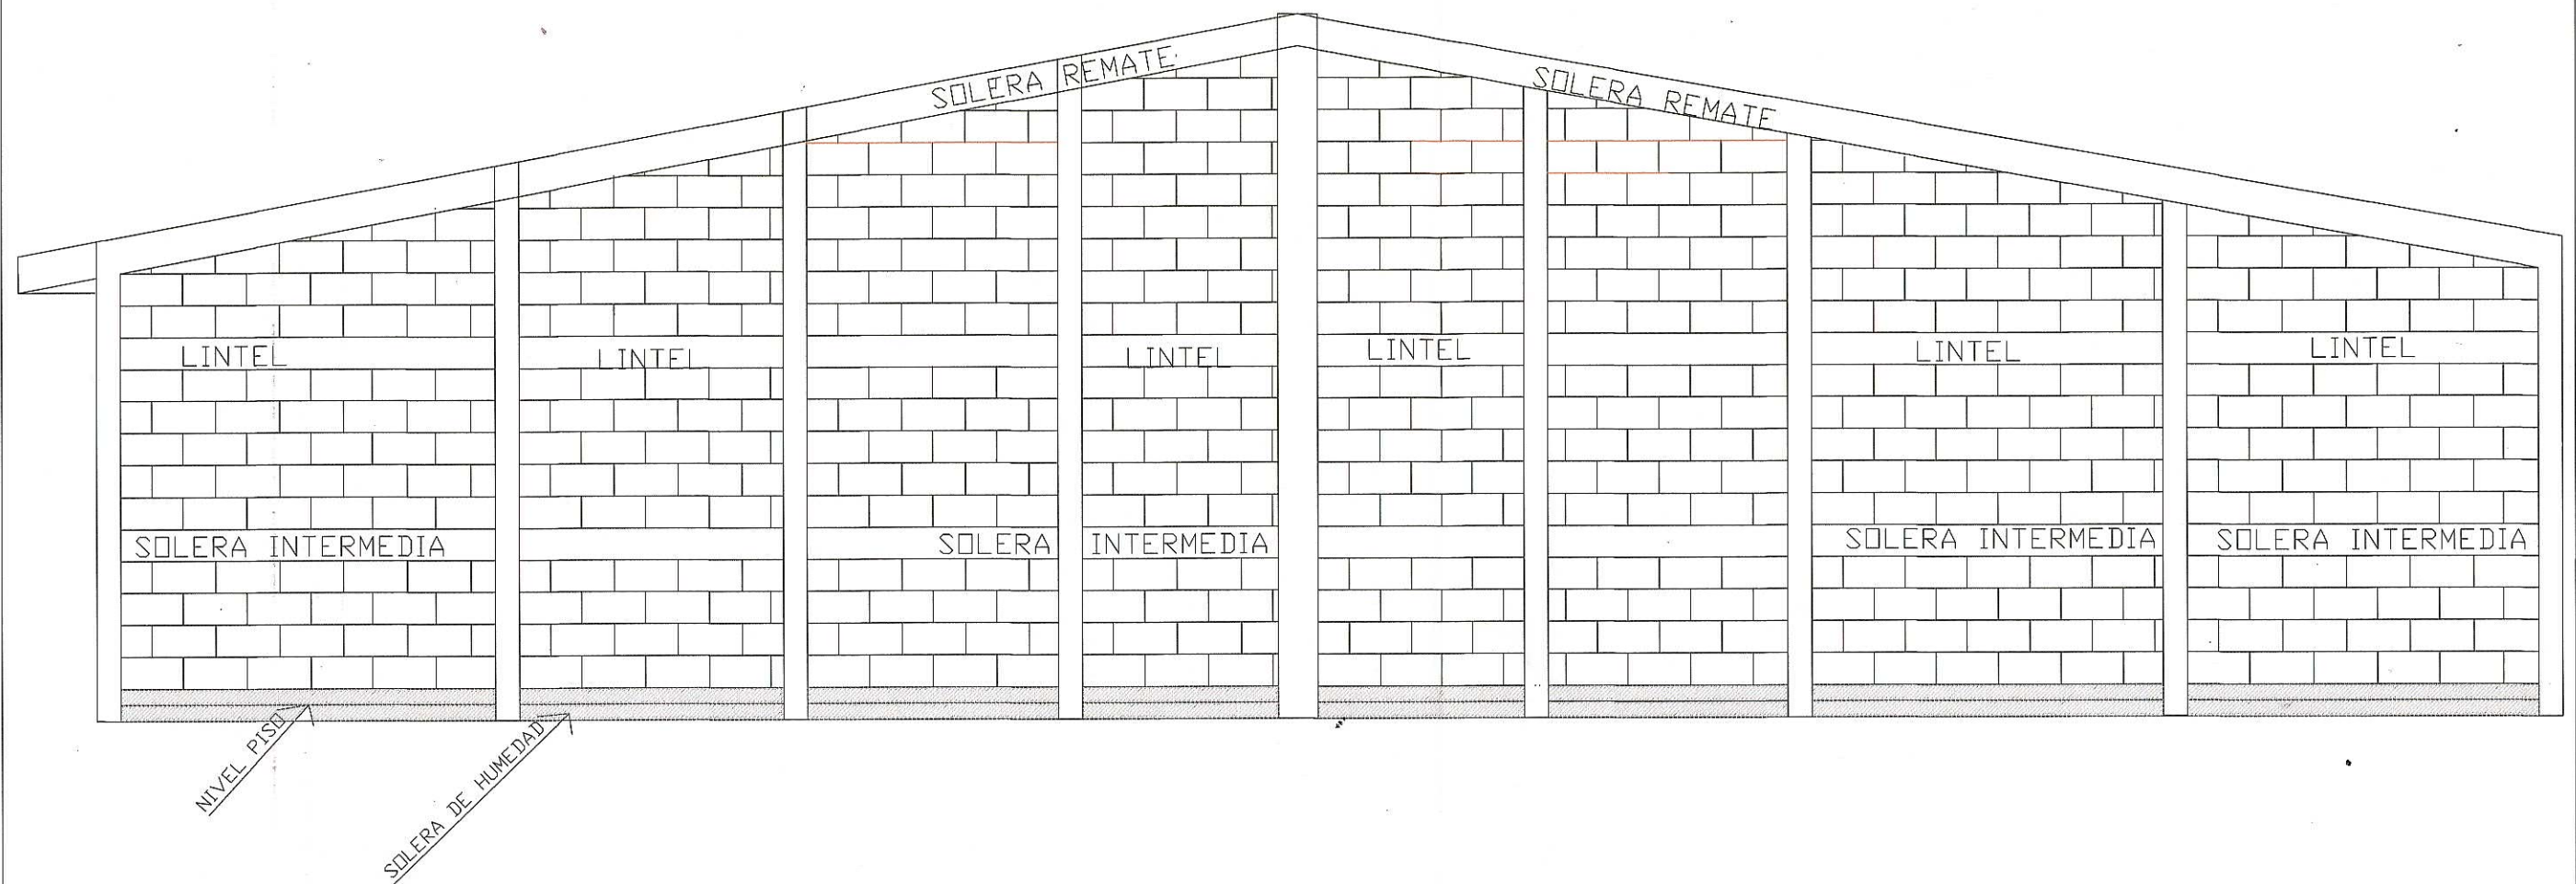 SOLERA REMATE
SOLERA REMATE
LINTEL
LINTEL
LINTEL
LINTEL
LINTEL
LINTEL
SOLERA INTERMEDIA
SOLERA INTERMEDIA
SOLERA INTERMEDIA
SOLERA INTERMEDIA
NIVEL PISO
SOLERA DE HUMEDAD